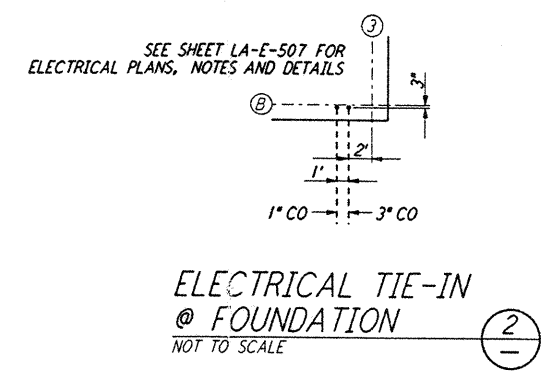 3
SEE SHEET LA-E-507 FOR
ELECTRICAL PLANS, NOTES AND DETAILS
3"
B
2'
1'
1" CO
3" CO
ELECTRICAL TIE-IN
@ FOUNDATION
2
NOT TO SCALE
—